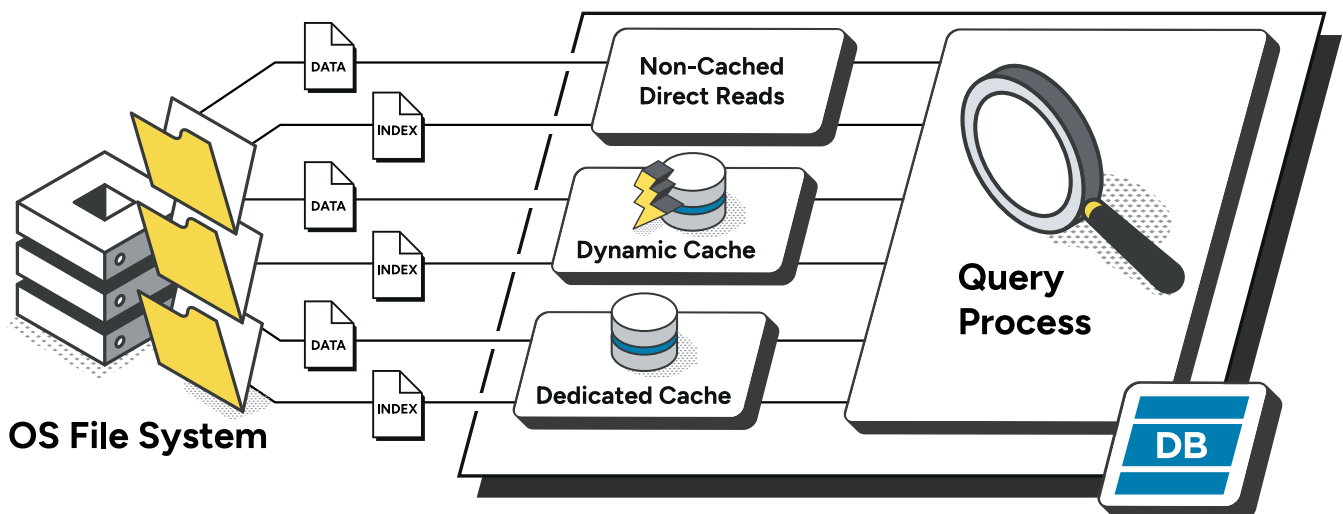 DATA
INDEX
DATA
INDEX
DATA
INDEX
OS File System
Non-Cached
Direct Reads
Dynamic Cache
Dedicated Cache
Query
Process
DB